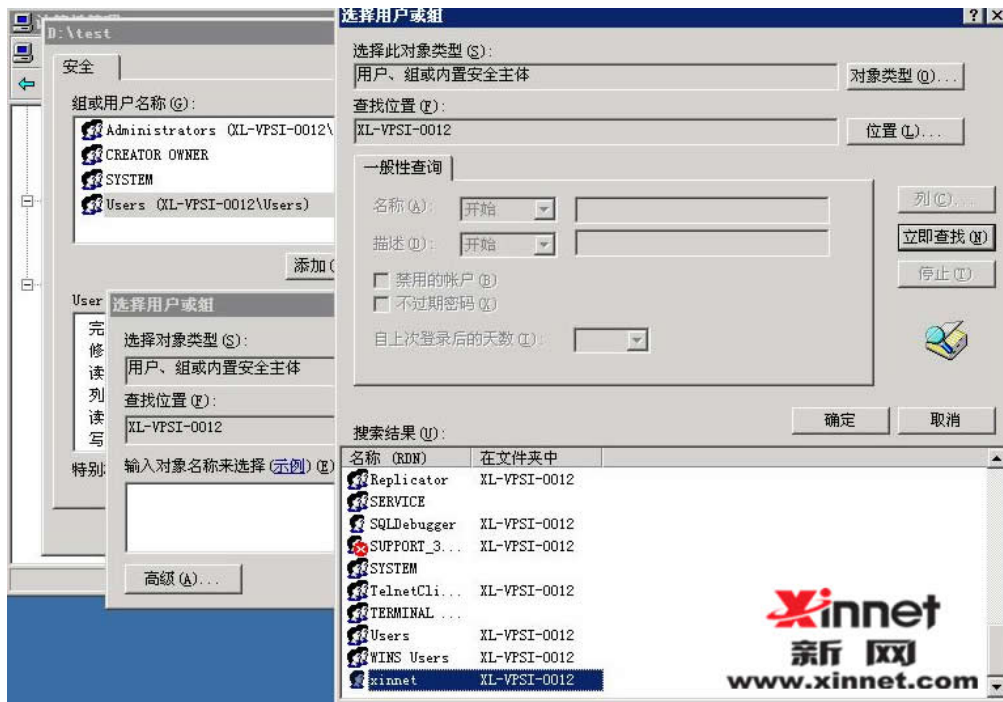 D:\test
安全
组或用户名称(G):
Administrators (XL-VPSI-0012\
CREATOR OWNER
SYSTEM
Users (XL-VPSI-0012\Users)
添加(
User
完
修
读
列
读
写
特别
选择用户或组
选择对象类型(S):
用户、组或内置安全主体
查找位置(F):
XL-VPSI-0012
输入对象名称来选择(示例)(E)
高级(A)...
选择用户或组
选择此对象类型(S):
用户、组或内置安全主体
对象类型(O)...
查找位置(F):
XL-VPSI-0012
位置(L)...
一般性查询
名称(A): 开始
描述(D): 开始
禁用的帐户(B)
不过期密码(X)
自上次登录后的天数(I):
列(C)...
立即查找(N)
停止(T)
确定 取消
搜索结果(U):
名称 (RDN) 在文件夹中
Replicator XL-VPSI-0012
SERVICE
SQLDebugger XL-VPSI-0012
SUPPORT_3... XL-VPSI-0012
SYSTEM
TelnetCli... XL-VPSI-0012
TERMINAL ...
Users XL-VPSI-0012
WINS Users XL-VPSI-0012
xinnet XL-VPSI-0012
Xinnet
新网
www.xinnet.com